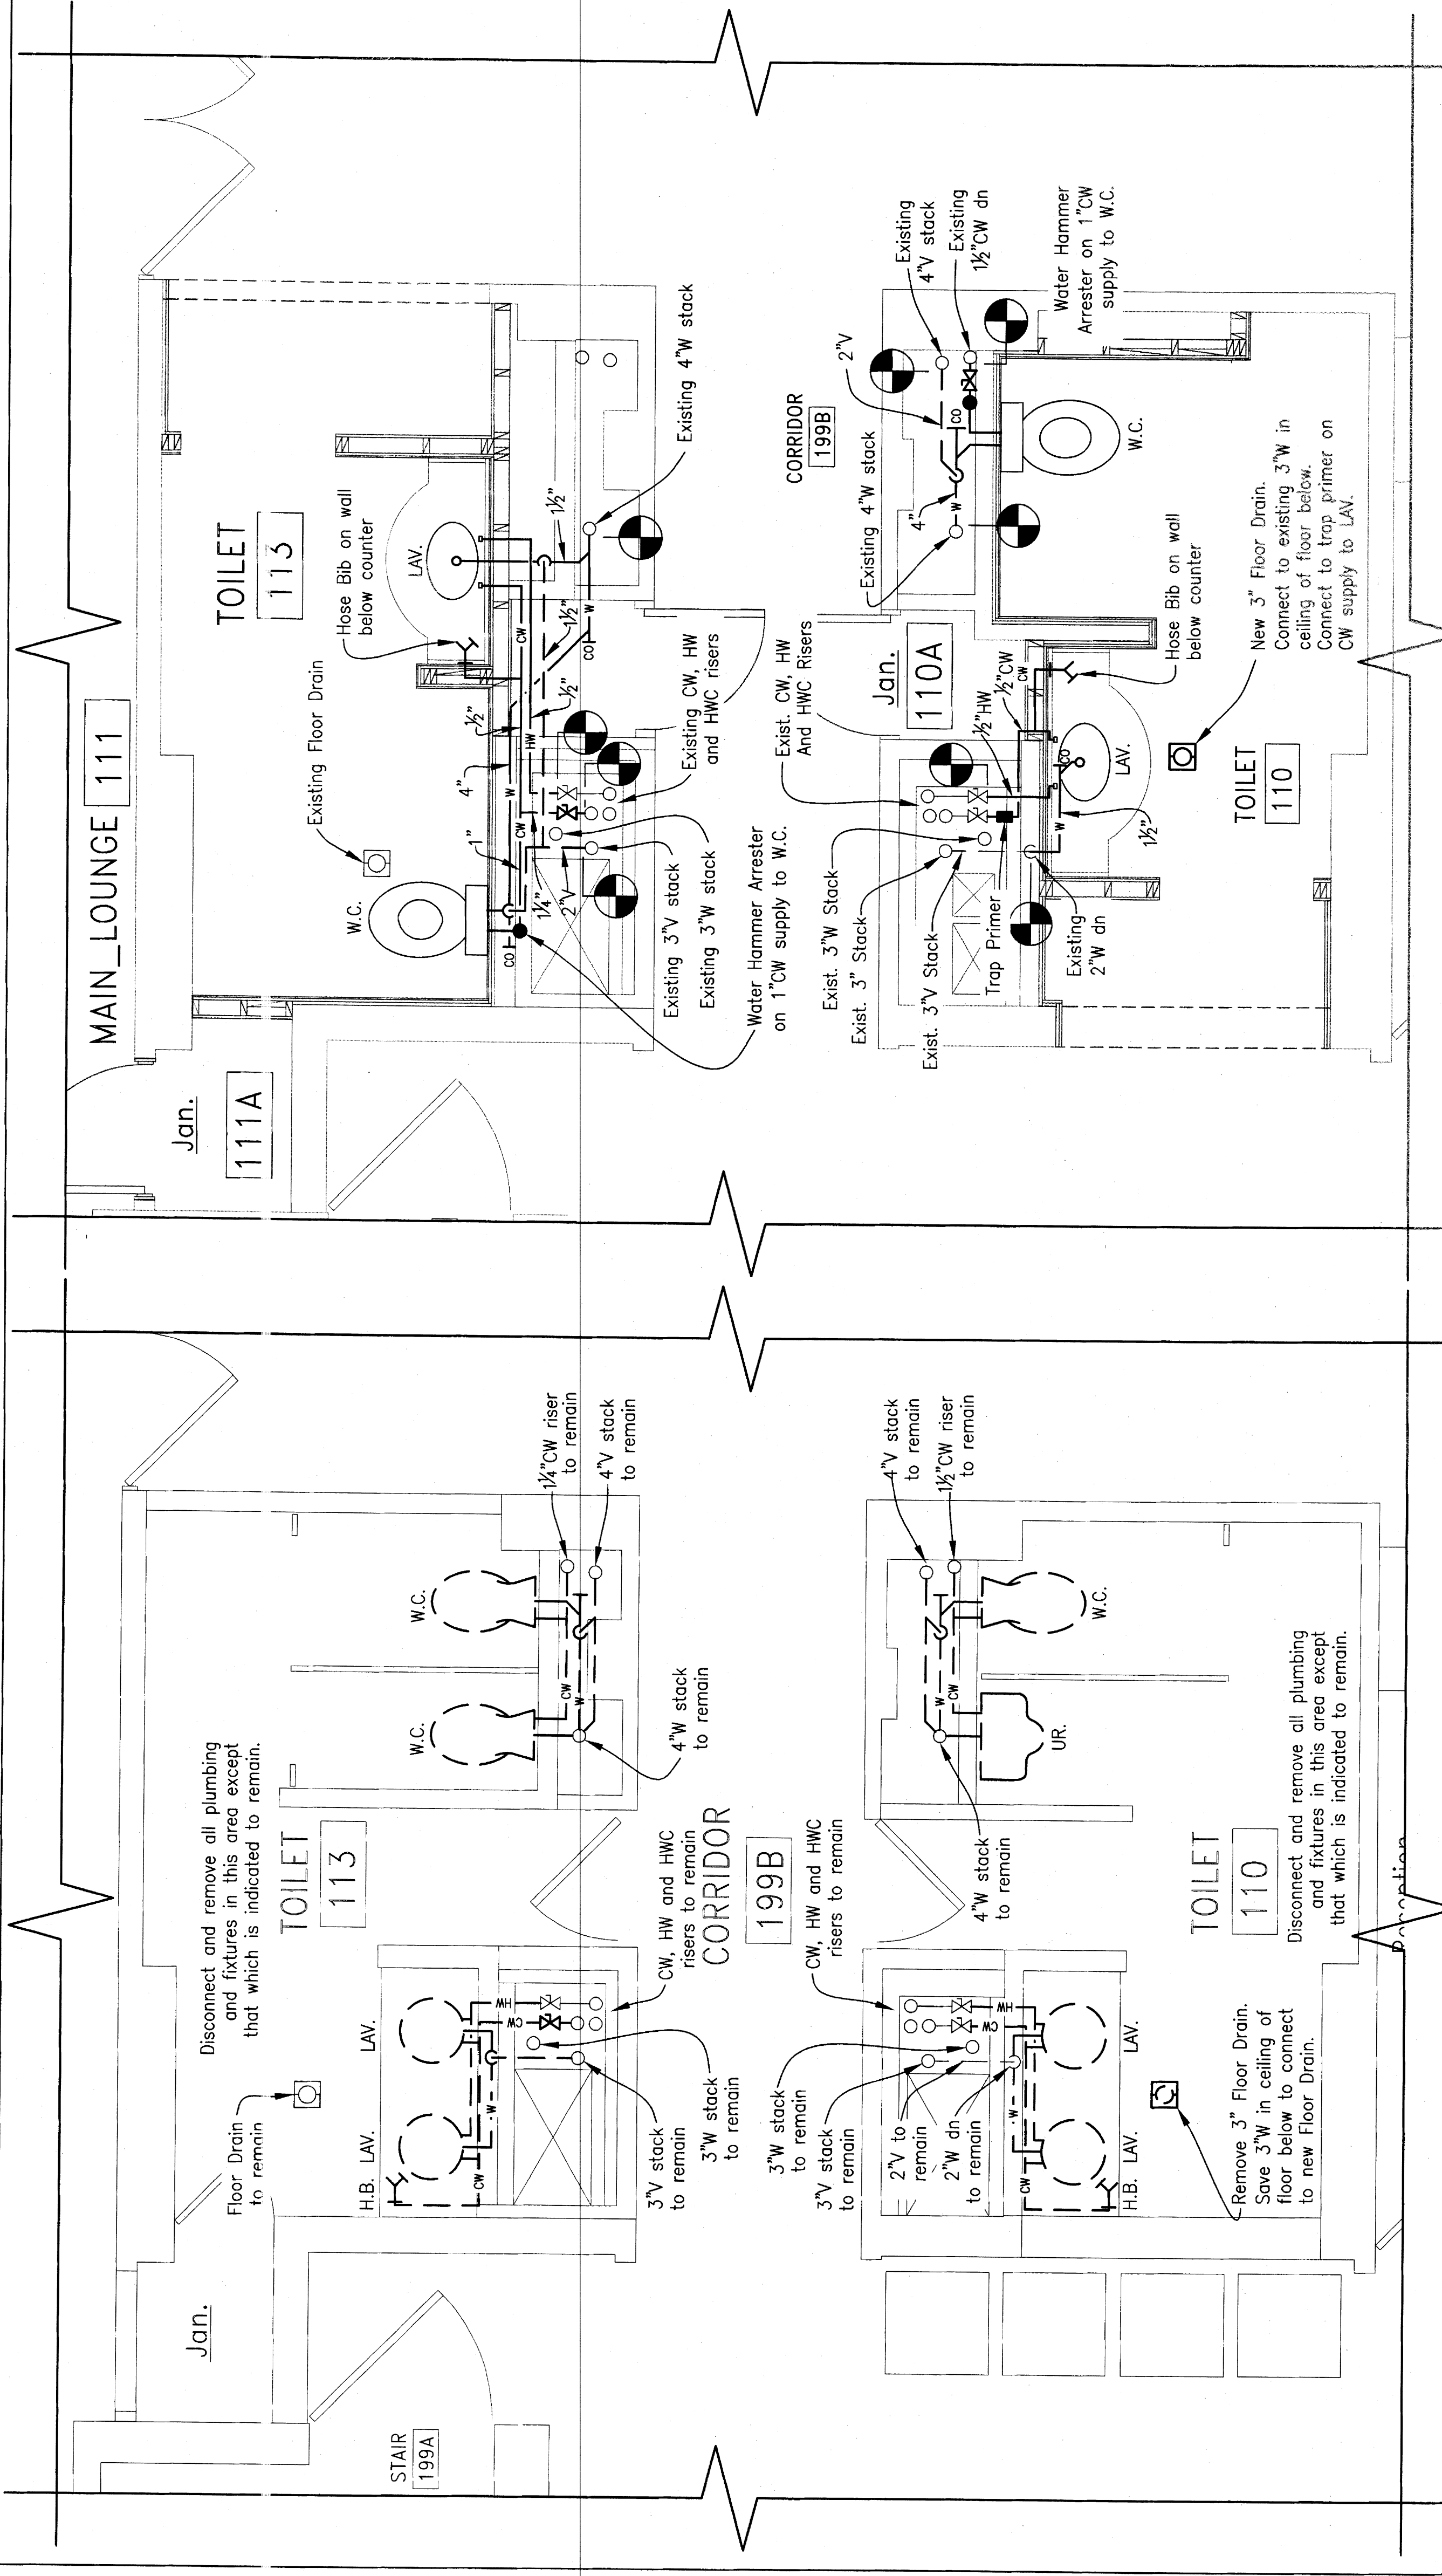 STAIR
199A
Jan.
Floor Drain
to remain
Disconnect and remove all plumbing
and fixtures in this area except
that which is indicated to remain.
TOILET
113
H.B.
LAV.
LAV.
W.C.
W.C.
CW
W
CW
HW
CW
W
1¼"CW riser
to remain
4"V stack
to remain
4"W stack
to remain
3"V stack
to remain
3"W stack
to remain
CW, HW and HWC
risers to remain
CORRIDOR
199B
CW, HW and HWC
risers to remain
3"W stack
to remain
3"V stack
to remain
2"V to
remain
2"W dn
to remain
4"W stack
to remain
4"V stack
to remain
1½"CW riser
to remain
CW
W
CW
HW
W
CW
H.B.
LAV.
LAV.
UR.
W.C.
Remove 3" Floor Drain.
Save 3"W in ceiling of
floor below to connect
to new Floor Drain.
TOILET
110
Disconnect and remove all plumbing
and fixtures in this area except
that which is indicated to remain.
MAIN_LOUNGE
111
Jan.
111A
TOILET
113
Existing Floor Drain
Hose Bib on wall
below counter
W.C.
LAV.
CO
1"
4"
1½"
CW
W
HW
CW
1½"
½"
1½"
W
CO
1¼"
2"V
Existing 4"W stack
Existing CW, HW
and HWC risers
Existing 3"V stack
Existing 3"W stack
Water Hammer Arrester
on 1"CW supply to W.C.
CORRIDOR
199B
Existing
4"V stack
Existing
1½"CW dn
2"V
CO
4"
W
Existing 4"W stack
Water Hammer
Arrester on 1"CW
supply to W.C.
W.C.
Jan.
110A
Exist. CW, HW
And HWC Risers
½"HW
½"CW
CW
Exist. 3"W Stack
Exist. 3" Stack
Exist. 3"V Stack
Trap Primer
Existing
2"W dn
W
CO
1½"
LAV.
Hose Bib on wall
below counter
TOILET
110
New 3" Floor Drain.
Connect to existing 3"W in
ceiling of floor below.
Connect to trap primer on
CW supply to LAV.